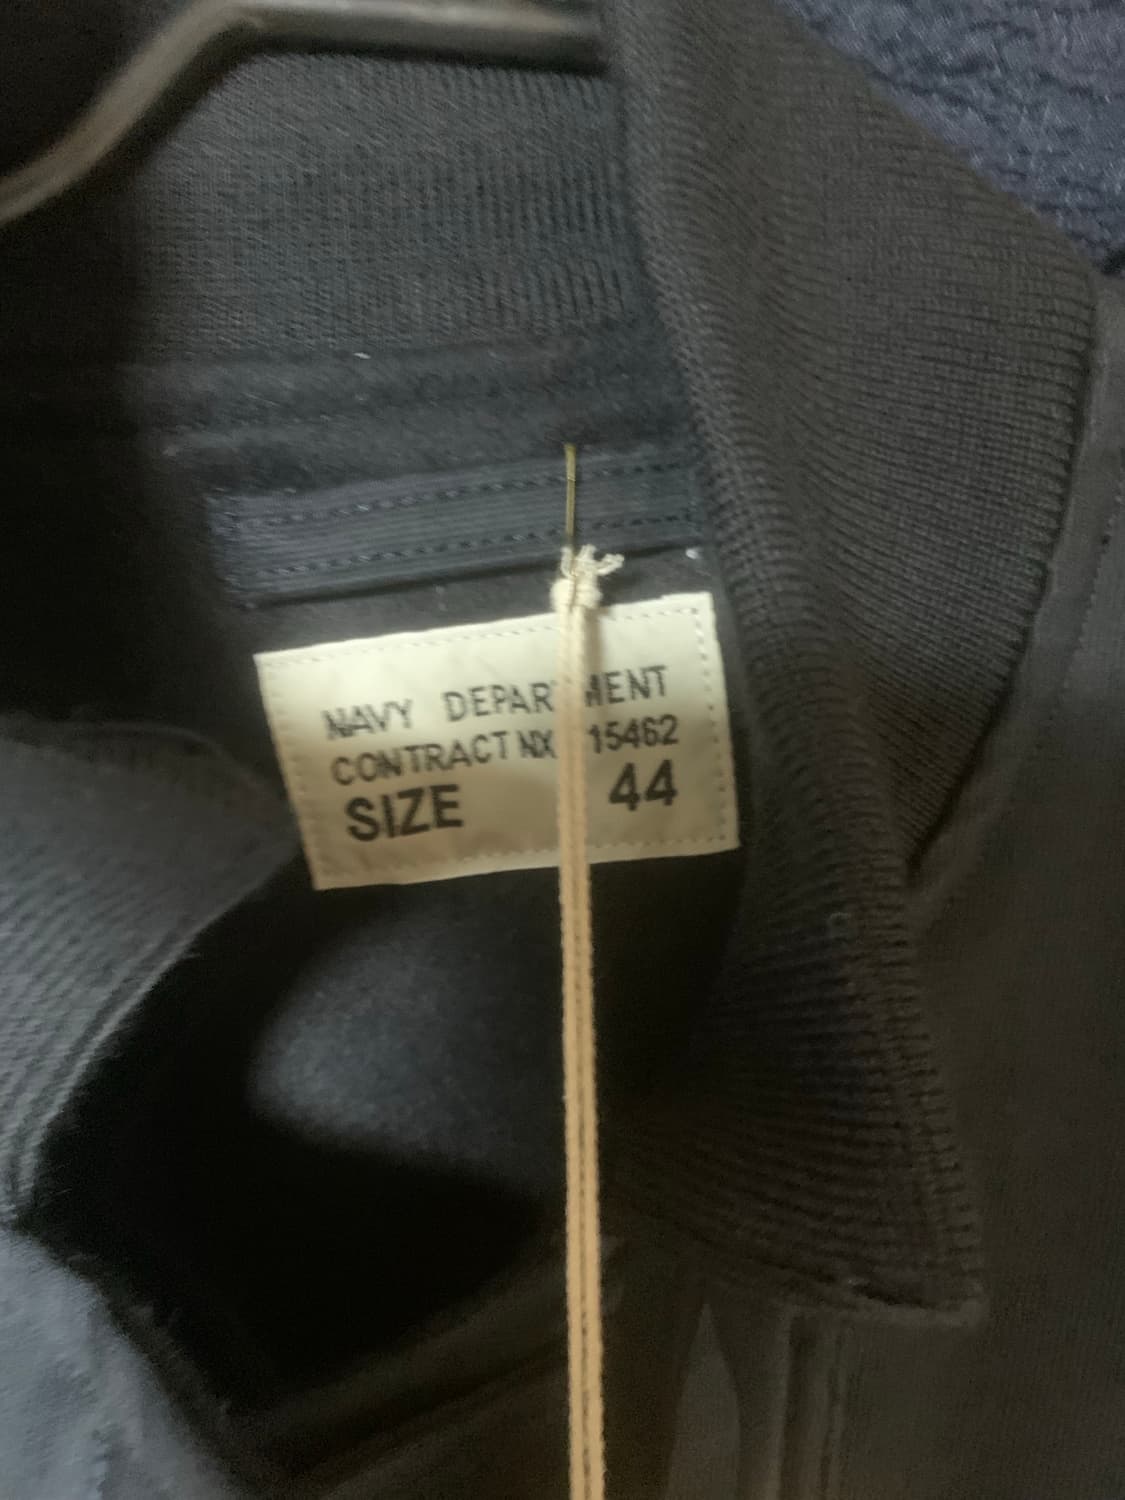 NAVY DEPARTMENT
CONTRACT NX 15462
SIZE 44